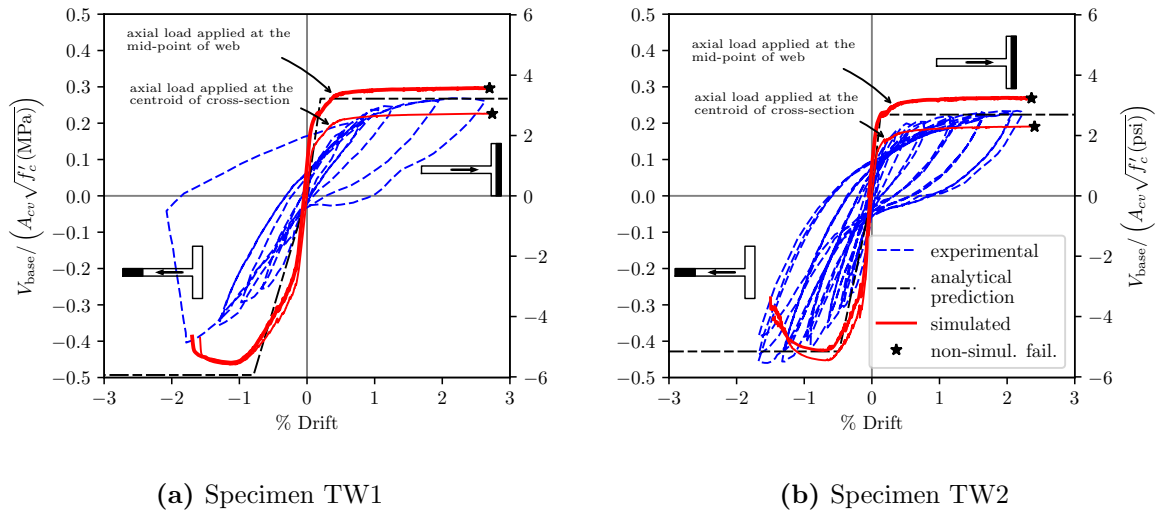 axial load applied at the
mid-point of web
axial load applied at the
centroid of cross-section
0.5
0.4
0.3
0.2
0.1
0.0
−0.1
−0.2
−0.3
−0.4
−0.5
6
4
2
0
−2
−4
−6
−3
−2
−1
0
1
2
3
V_base / (A_cv √f′_c (MPa))
% Drift
(a) Specimen TW1
axial load applied at the
mid-point of web
axial load applied at the
centroid of cross-section
0.5
0.4
0.3
0.2
0.1
0.0
−0.1
−0.2
−0.3
−0.4
−0.5
6
4
2
0
−2
−4
−6
experimental
analytical
prediction
simulated
non-simul. fail.
−3
−2
−1
0
1
2
3
V_base / (A_cv √f′_c (psi))
% Drift
(b) Specimen TW2